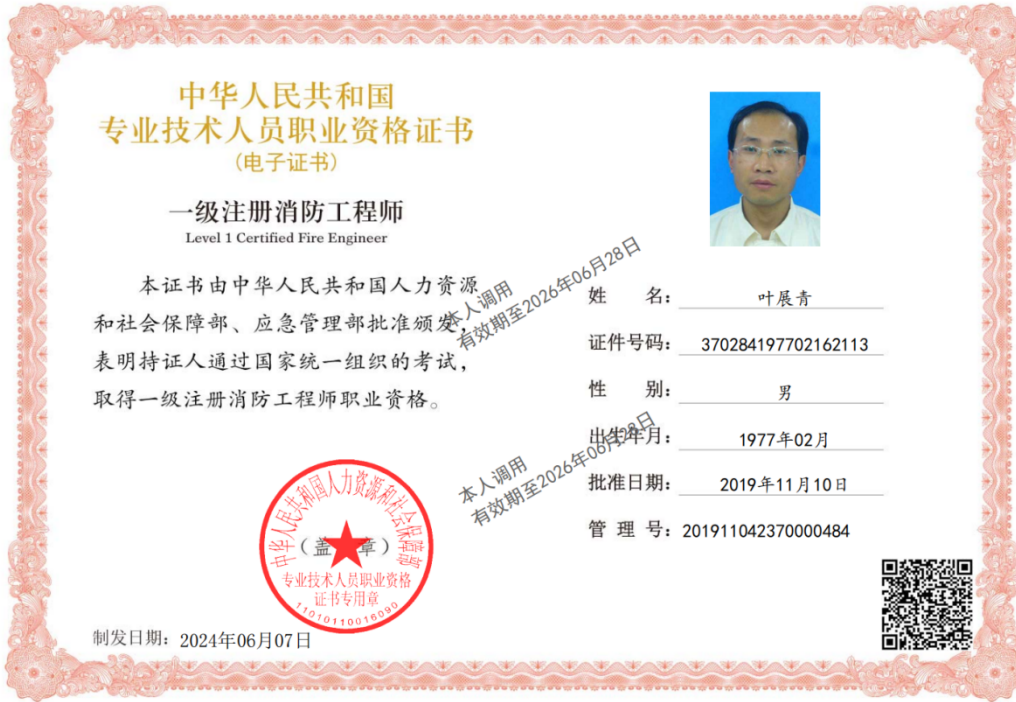 中华人民共和国
专业技术人员职业资格证书
(电子证书)
一级注册消防工程师
Level 1 Certified Fire Engineer
本证书由中华人民共和国人力资源
和社会保障部、应急管理部批准颁发，
表明持证人通过国家统一组织的考试，
取得一级注册消防工程师职业资格。
中华人民共和国人力资源和社会保障部
（盖 章）
专业技术人员职业资格
证书专用章
11010110016090
制发日期：2024年06月07日
本人调用
有效期至2026年06月28日
本人调用
有效期至2026年06月28日
姓 名：叶展青
证件号码：370284197702162113
性 别：男
出生年月：1977年02月
批准日期：2019年11月10日
管 理 号：201911042370000484